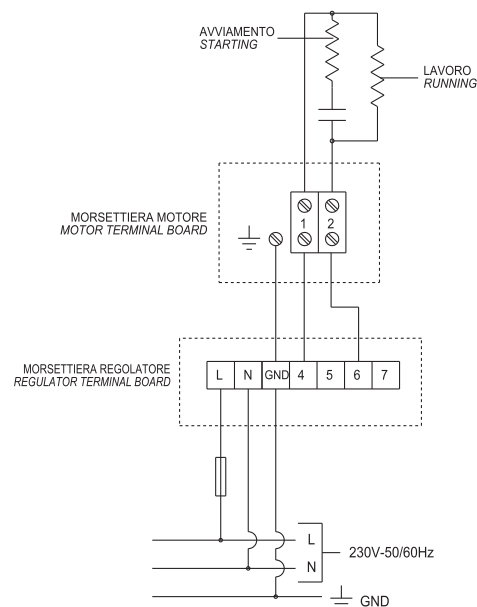 AVVIAMENTO
STARTING
LAVORO
RUNNING
MORSETTIERA MOTORE
MOTOR TERMINAL BOARD
1 2
MORSETTIERA REGOLATORE
REGULATOR TERMINAL BOARD
L N GND 4 5 6 7
L
230V-50/60Hz
N
GND